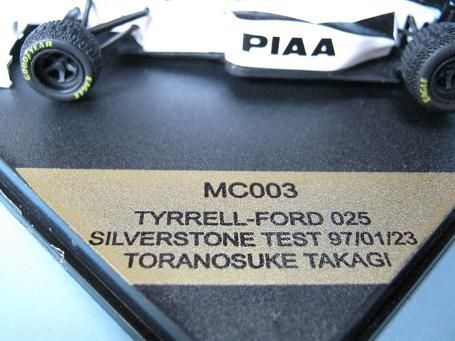 GOODYEAR
EAGLE
PIAA
EAGLE
MC003
TYRRELL-FORD 025
SILVERSTONE TEST 97/01/23
TORANOSUKE TAKAGI